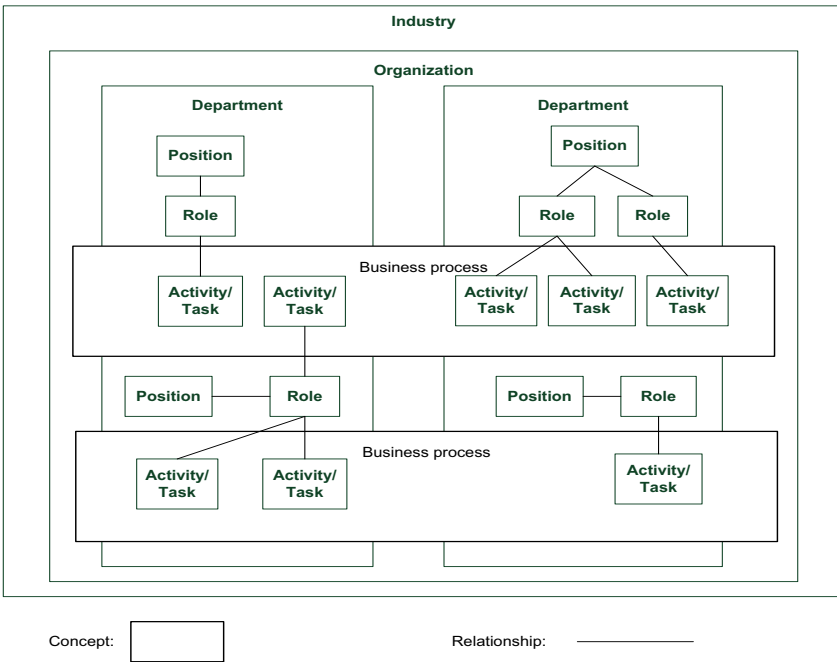 Industry
Organization
Department
Department
Position
Position
Role
Role
Role
Business process
Activity/
Task
Activity/
Task
Activity/
Task
Activity/
Task
Activity/
Task
Position
Role
Position
Role
Business process
Activity/
Task
Activity/
Task
Activity/
Task
Concept:
Relationship: